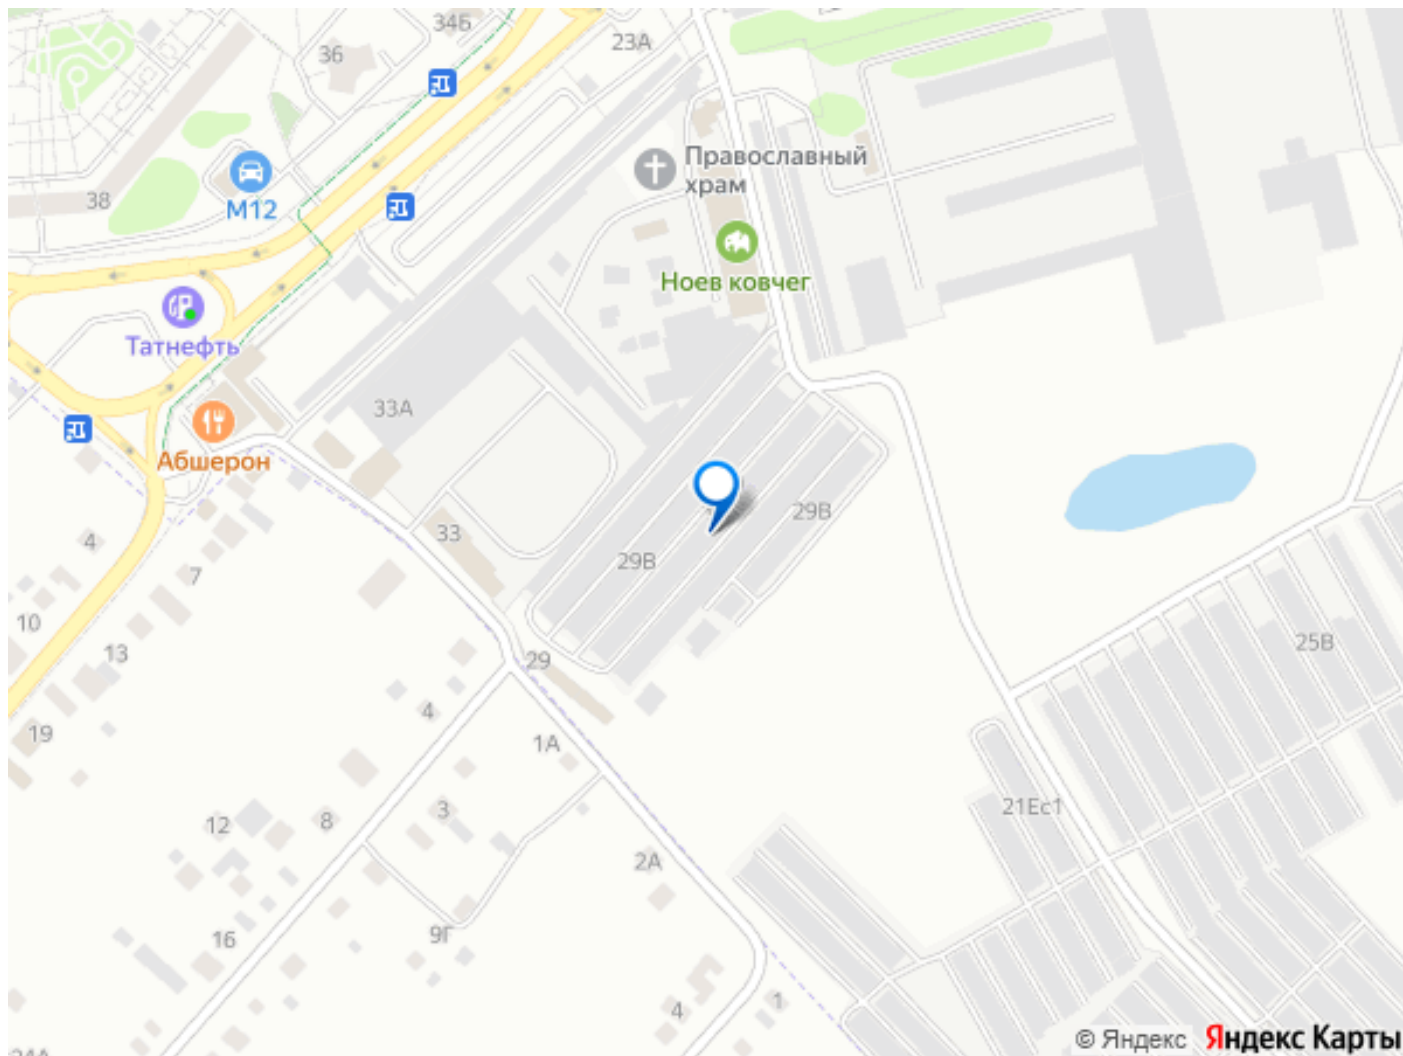 34Б
23А
36
Православный
храм
38
М12
Ноев ковчег
Татнефть
33А
Абшерон
29В
33
4
29В
7
10
13
25В
29
4
19
1А
21Ес1
3
8
12
2А
9Г
16
1
4
© Яндекс
Яндекс Карты